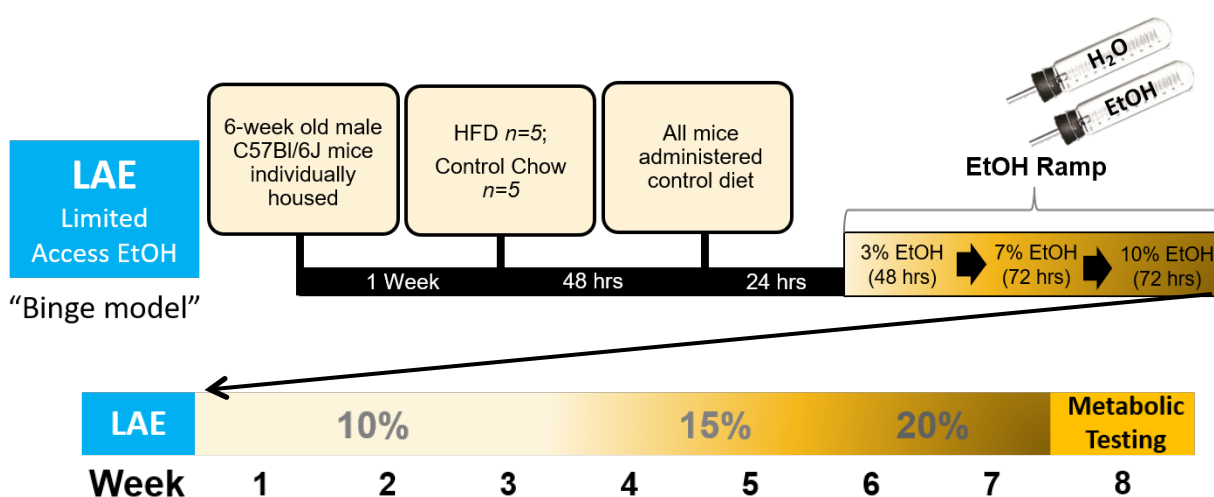 H₂O
EtOH
LAE
Limited
Access EtOH
“Binge model”
6-week old male
C57Bl/6J mice
individually
housed
HFD n=5;
Control Chow
n=5
All mice
administered
control diet
EtOH Ramp
1 Week
48 hrs
24 hrs
3% EtOH
(48 hrs)
7% EtOH
(72 hrs)
10% EtOH
(72 hrs)
LAE
10%
15%
20%
Metabolic
Testing
Week 1 2 3 4 5 6 7 8